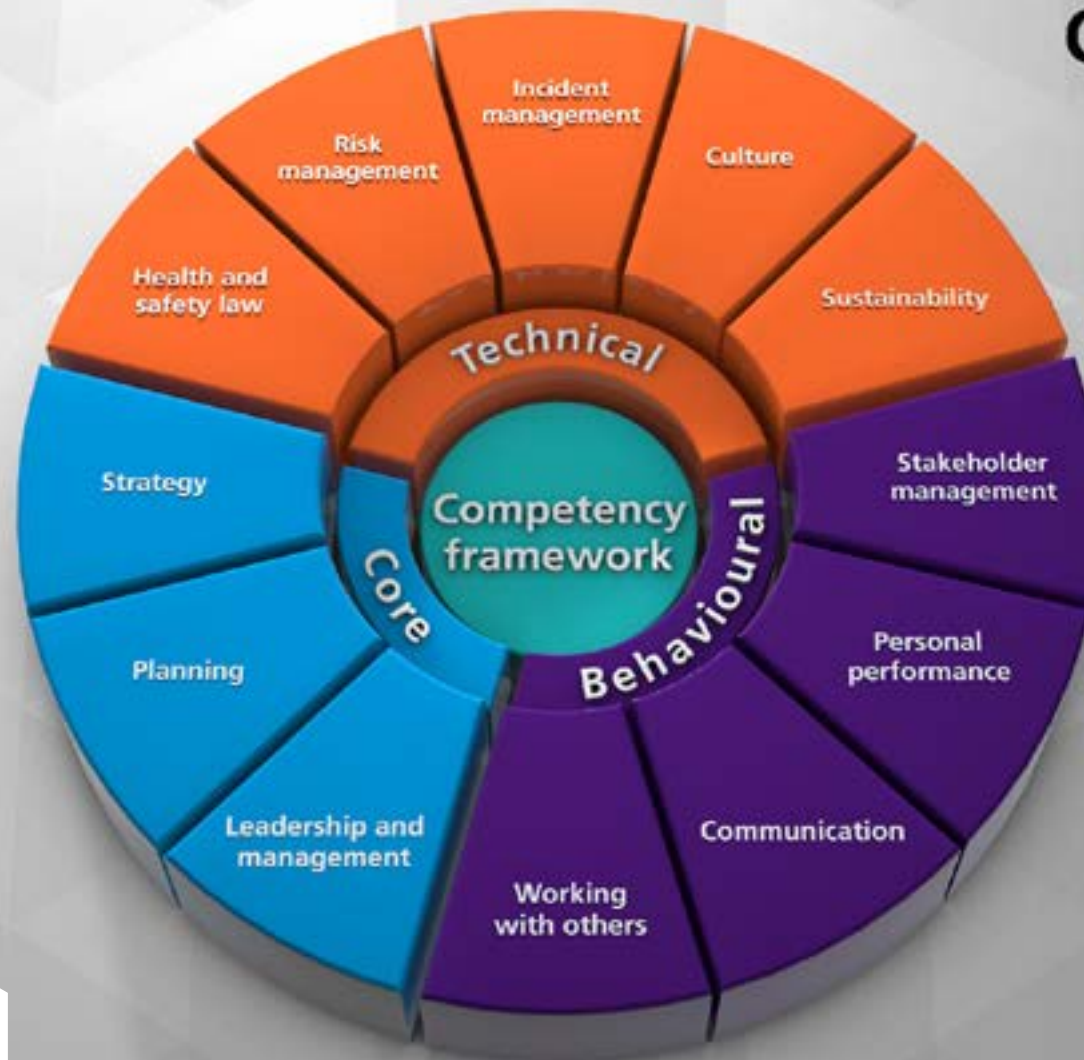 Incident
management
Risk
management
Culture
Health and
safety law
Sustainability
Technical
Strategy
Stakeholder
management
Competency
framework
Core
Behavioural
Planning
Personal
performance
Leadership and
management
Communication
Working
with others